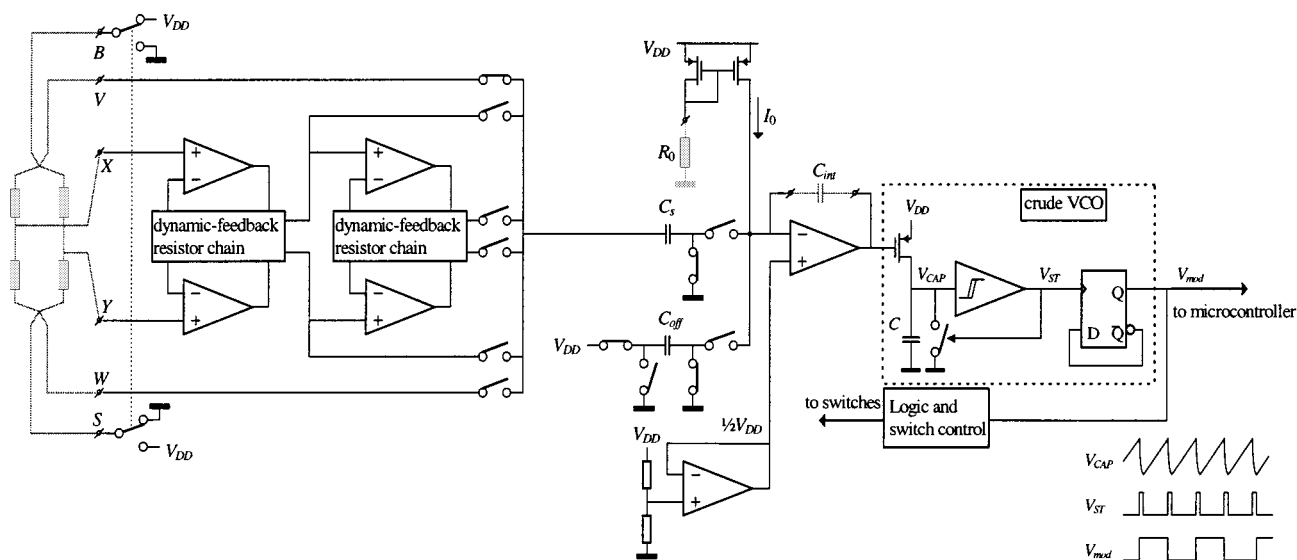 V_DD
B
V
X
Y
W
S
V_DD
+
−
dynamic-feedback
resistor chain
−
+
+
−
dynamic-feedback
resistor chain
−
+
V_DD
I_0
R_0
C_s
C_int
V_DD
C_off
−
+
½V_DD
V_DD
−
+
crude VCO
V_DD
V_CAP
V_ST
C
Q
D
Q̅
V_mod
to microcontroller
to switches
Logic and
switch control
V_CAP
V_ST
V_mod